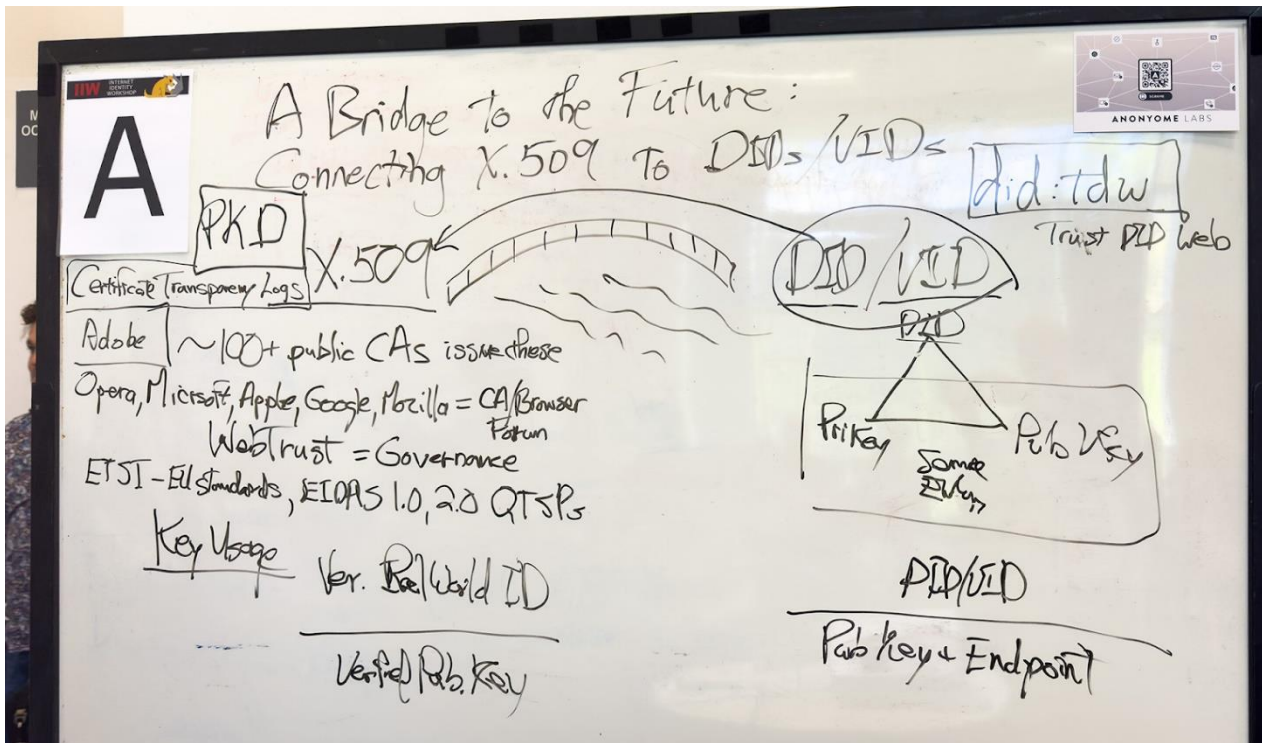 IIW INTERNET IDENTITY WORKSHOP
A
ANONYOME LABS
A Bridge to the Future:
Connecting X.509 To DIDs/VIDs
did:tdw
Trust DID Web
PKD
X.509
Certificate Transparency Logs
DID/VID
DID
PriKey
Pub Key
Adobe
~100+ public CAs issue these
Opera, Microsoft, Apple, Google, Mozilla = CA/Browser
Forum
WebTrust = Governance
ETSI - EU standards, EIDAS 1.0, 2.0 QTSPs
Key Usage
Ver. Real World ID
Verified Pub. Key
DID/VID
Pub Key + Endpoint